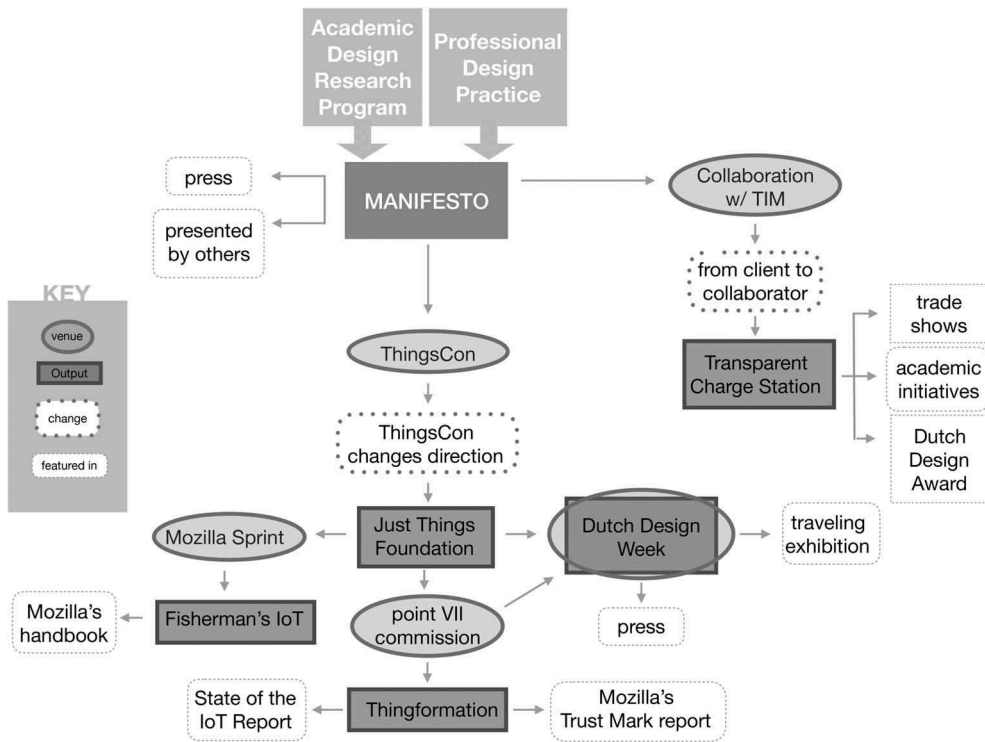 Academic
Design
Research
Program
Professional
Design
Practice
press
MANIFESTO
Collaboration
w/ TIM
presented
by others
from client to
collaborator
KEY
venue
Output
change
featured in
trade
shows
ThingsCon
Transparent
Charge Station
academic
initiatives
ThingsCon
changes direction
Dutch
Design
Award
Mozilla Sprint
Just Things
Foundation
Dutch Design
Week
traveling
exhibition
Mozilla's
handbook
Fisherman's IoT
point VII
commission
press
State of the
IoT Report
Thingformation
Mozilla's
Trust Mark report